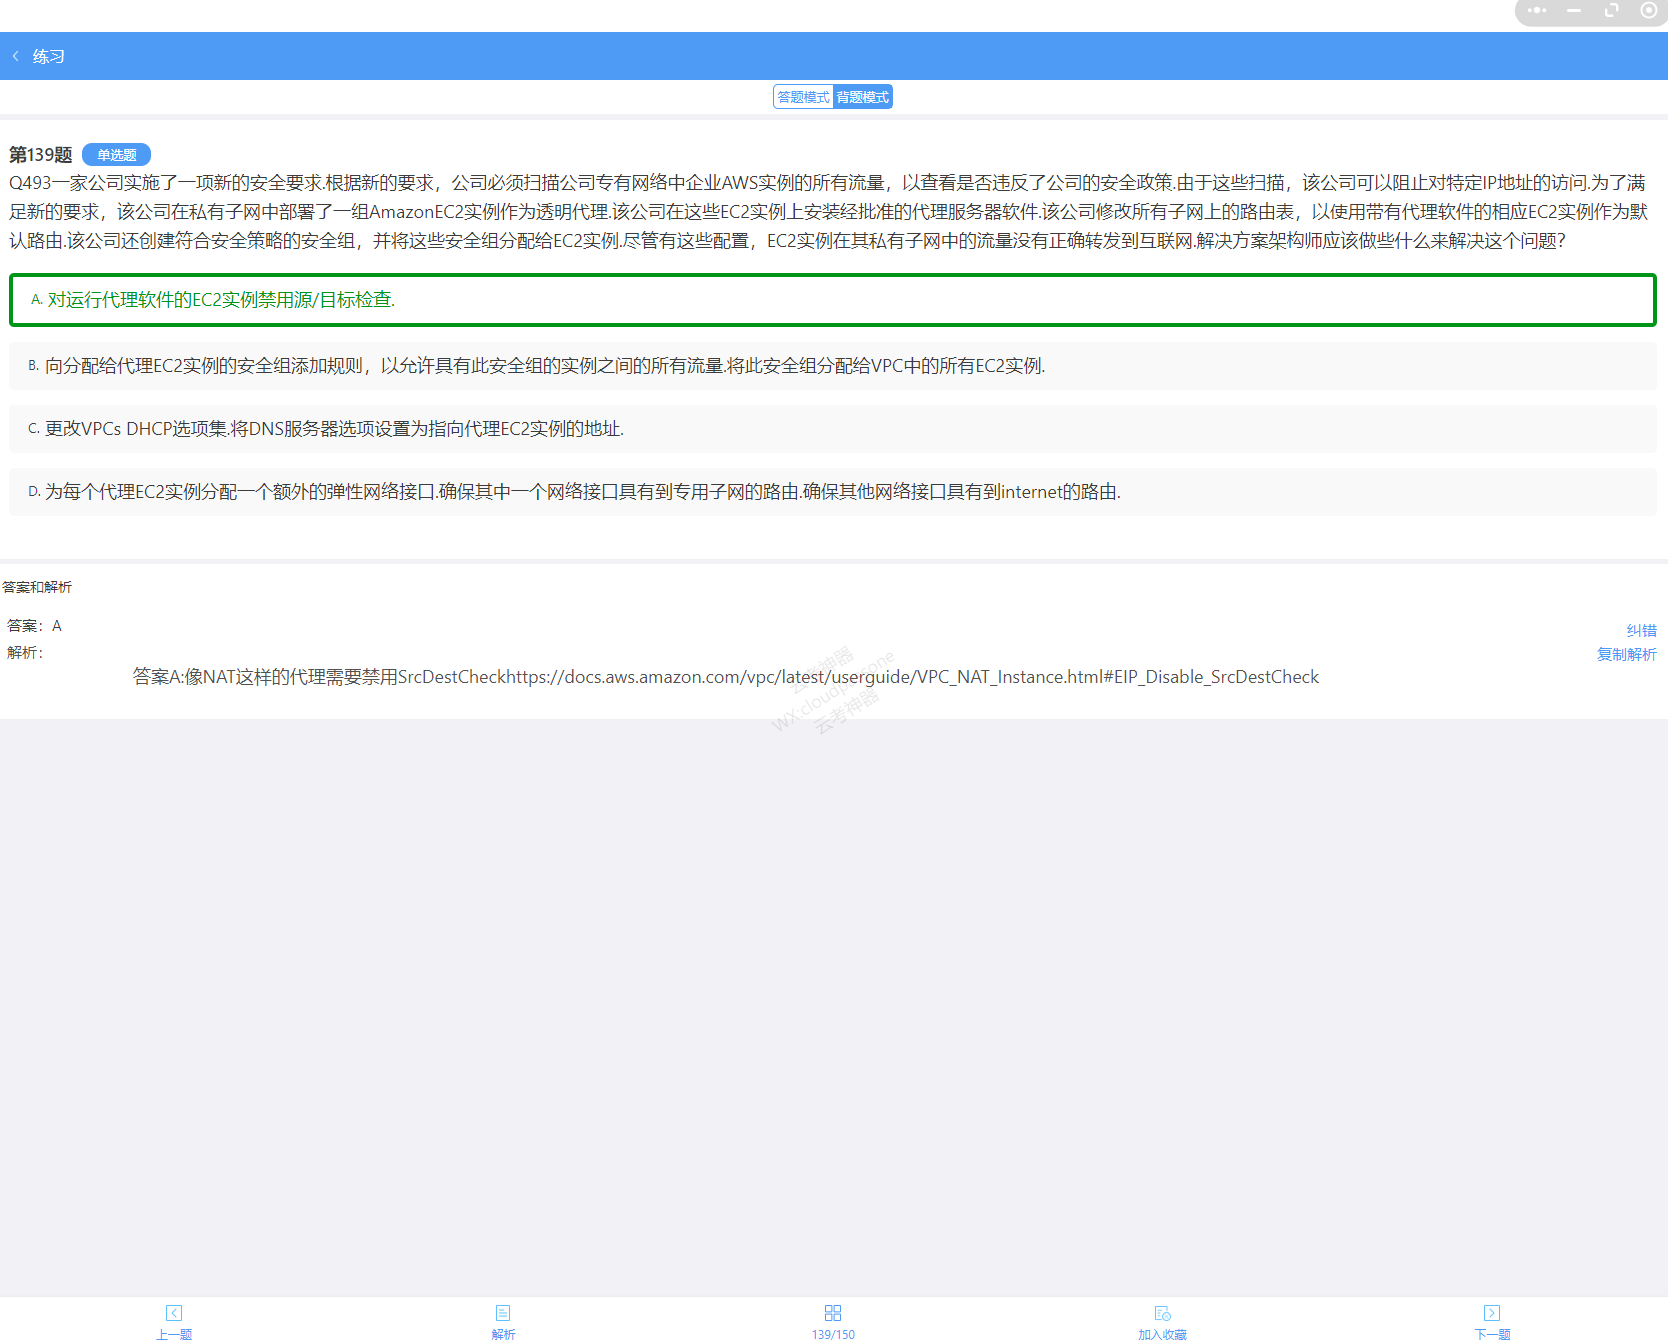 练习
答题模式 背题模式
第139题 单选题
Q493一家公司实施了一项新的安全要求.根据新的要求，公司必须扫描公司专有网络中企业AWS实例的所有流量，以查看是否违反了公司的安全政策.由于这些扫描，该公司可以阻止对特定IP地址的访问.为了满
足新的要求，该公司在私有子网中部署了一组AmazonEC2实例作为透明代理.该公司在这些EC2实例上安装经批准的代理服务器软件.该公司修改所有子网上的路由表，以使用带有代理软件的相应EC2实例作为默
认路由.该公司还创建符合安全策略的安全组，并将这些安全组分配给EC2实例.尽管有这些配置，EC2实例在其私有子网中的流量没有正确转发到互联网.解决方案架构师应该做些什么来解决这个问题？
A. 对运行代理软件的EC2实例禁用源/目标检查.
B. 向分配给代理EC2实例的安全组添加规则，以允许具有此安全组的实例之间的所有流量.将此安全组分配给VPC中的所有EC2实例.
C. 更改VPCs DHCP选项集.将DNS服务器选项设置为指向代理EC2实例的地址.
D. 为每个代理EC2实例分配一个额外的弹性网络接口.确保其中一个网络接口具有到专用子网的路由.确保其他网络接口具有到internet的路由.
答案和解析
答案：A
纠错
解析：
复制解析
答案A:像NAT这样的代理需要禁用SrcDestCheckhttps://docs.aws.amazon.com/vpc/latest/userguide/VPC_NAT_Instance.html#EIP_Disable_SrcDestCheck
云考神器
云考神器
上一题 解析 139/150 加入收藏 下一题